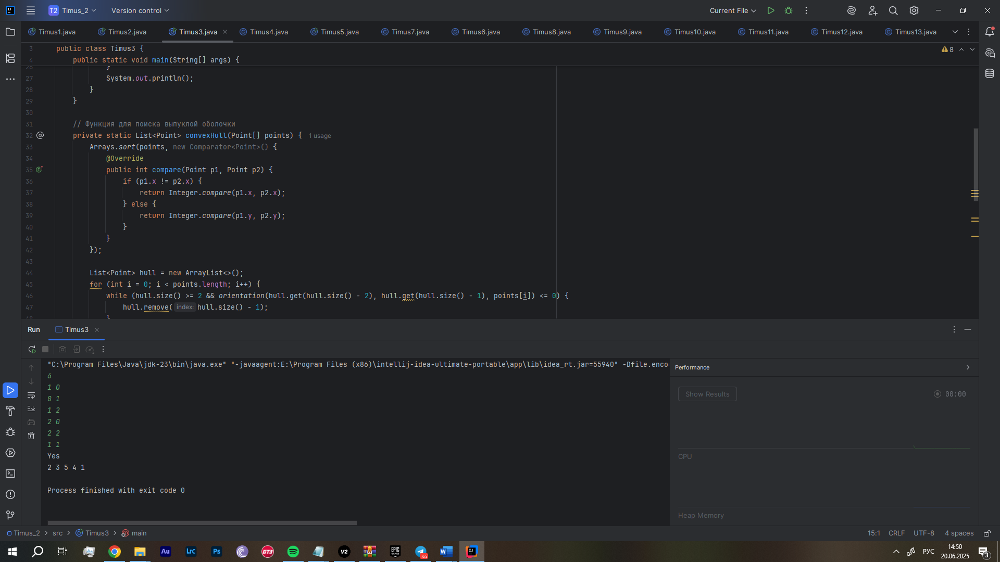 T2 Timus_2 Version control Current File
Timus1.java Timus2.java Timus3.java Timus4.java Timus5.java Timus7.java Timus6.java Timus8.java Timus9.java Timus10.java Timus11.java Timus12.java Timus13.java
3 public class Timus3 {
4 public static void main(String[] args) {
8
26 }
27 System.out.println();
28 }
29 }
30
31 // Функция для поиска выпуклой оболочки
32 private static List<Point> convexHull(Point[] points) { 1 usage
33 Arrays.sort(points, new Comparator<Point>() {
34 @Override
35 public int compare(Point p1, Point p2) {
36 if (p1.x != p2.x) {
37 return Integer.compare(p1.x, p2.x);
38 } else {
39 return Integer.compare(p1.y, p2.y);
40 }
41 }
42 });
43
44 List<Point> hull = new ArrayList<>();
45 for (int i = 0; i < points.length; i++) {
46 while (hull.size() >= 2 && orientation(hull.get(hull.size() - 2), hull.get(hull.size() - 1), points[i]) <= 0) {
47 hull.remove( index: hull.size() - 1);
48 }
Run Timus3
"C:\Program Files\Java\jdk-23\bin\java.exe" "-javaagent:E:\Program Files (x86)\intellij-idea-ultimate-portable\app\lib\idea_rt.jar=55940" -Dfile.enco
6
1 0
0 1
1 2
2 0
2 2
1 1
Yes
2 3 5 4 1
Process finished with exit code 0
Performance
Show Results 00:00
CPU
Heap Memory
Timus_2 src Timus3 main 15:1 CRLF UTF-8 4 spaces
Au Lrc Ps GT3 V2 EPIC GAMES .65 W РУС
14:50
20.06.2025
3